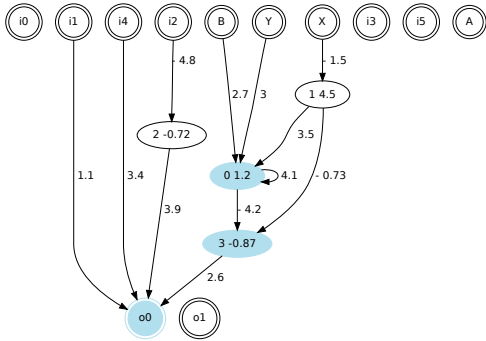 i0 i1 i4 i2 B Y X i3 i5 A
- 4.8 - 1.5
2.7 3 1 4.5
2 -0.72 3.5
1.1 3.4 0 1.2 4.1 - 0.73
3.9 - 4.2
3 -0.87
2.6
o0 o1